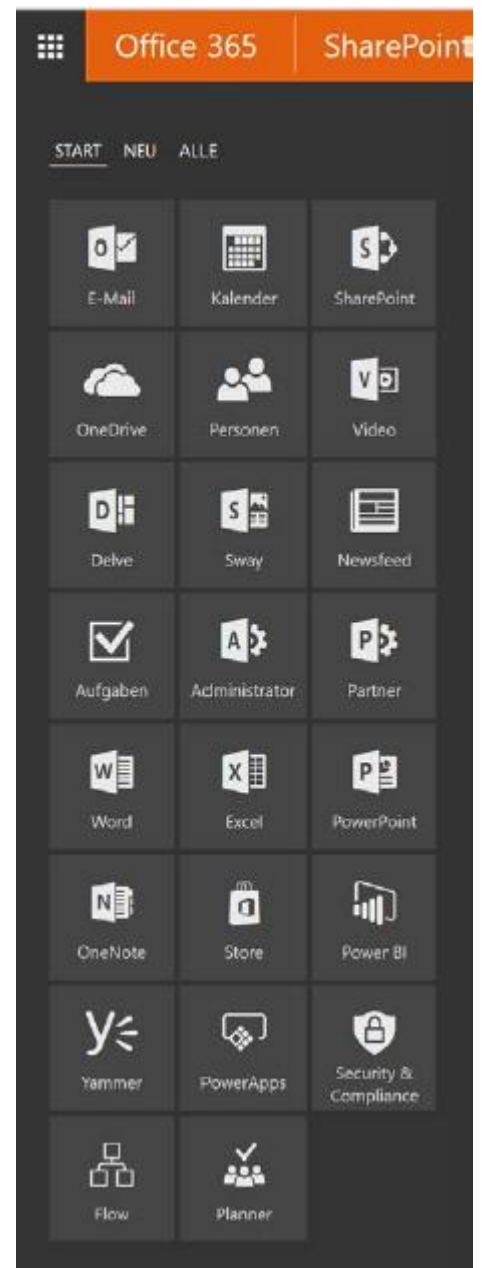 Office 365 SharePoint
START NEU ALLE
E-Mail Kalender SharePoint
OneDrive Personen Video
Delve Sway Newsfeed
Aufgaben Administrator Partner
Word Excel PowerPoint
OneNote Store Power BI
Yammer PowerApps Security &
Compliance
Flow Planner